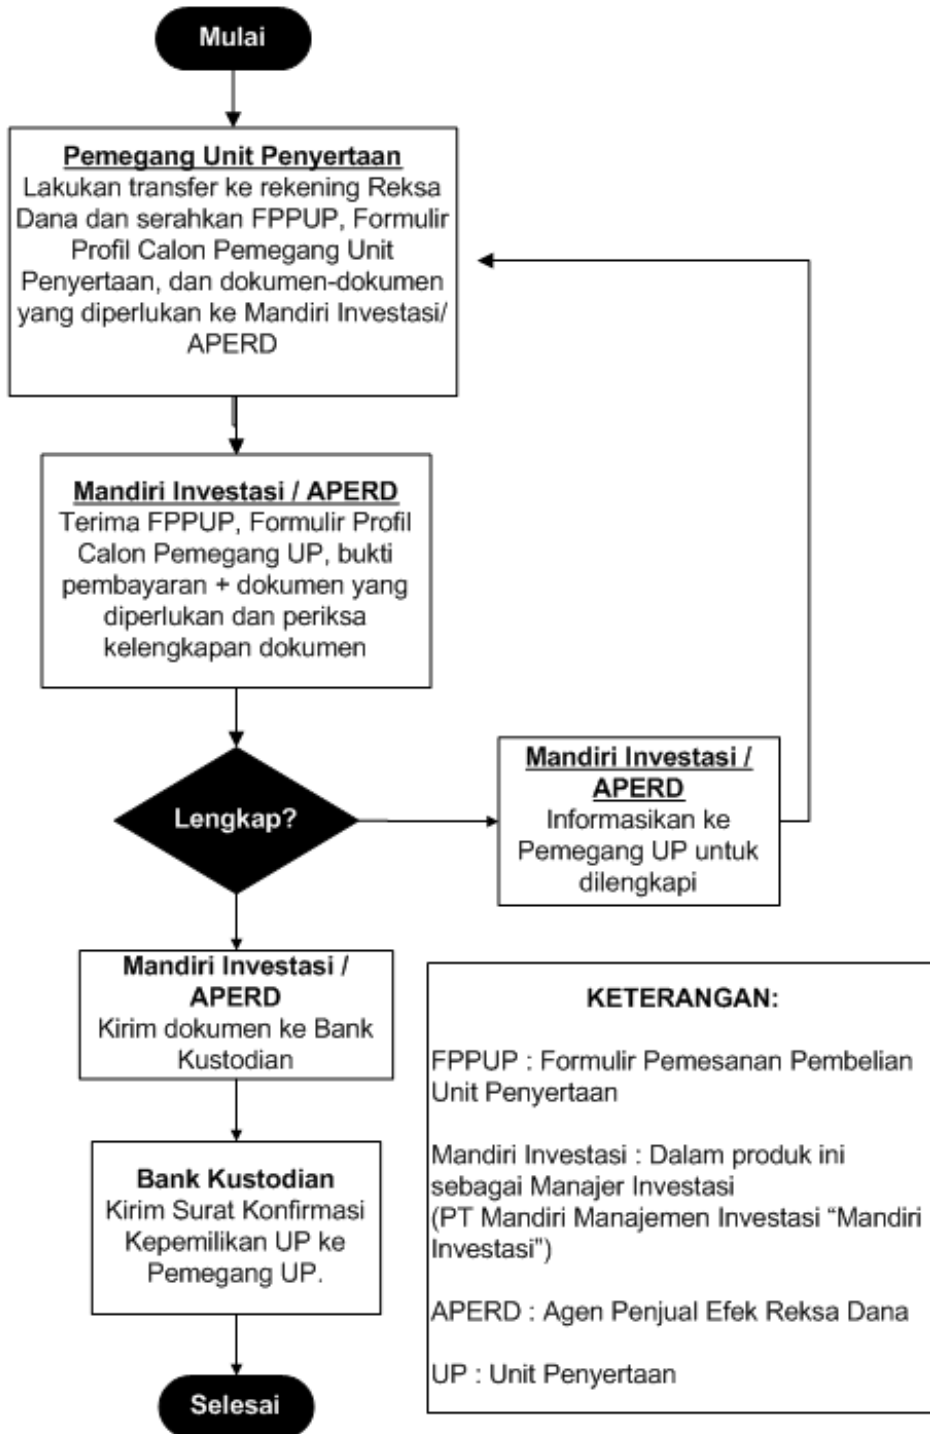 Mulai
Pemegang Unit Penyertaan
Lakukan transfer ke rekening Reksa
Dana dan serahkan FPPUP, Formulir
Profil Calon Pemegang Unit
Penyertaan, dan dokumen-dokumen
yang diperlukan ke Mandiri Investasi/
APERD
Mandiri Investasi / APERD
Terima FPPUP, Formulir Profil
Calon Pemegang UP, bukti
pembayaran + dokumen yang
diperlukan dan periksa
kelengkapan dokumen
Lengkap?
Mandiri Investasi /
APERD
Informasikan ke
Pemegang UP untuk
dilengkapi
Mandiri Investasi /
APERD
Kirim dokumen ke Bank
Kustodian
Bank Kustodian
Kirim Surat Konfirmasi
Kepemilikan UP ke
Pemegang UP.
Selesai
KETERANGAN:
FPPUP : Formulir Pemesanan Pembelian
Unit Penyertaan
Mandiri Investasi : Dalam produk ini
sebagai Manajer Investasi
(PT Mandiri Manajemen Investasi “Mandiri
Investasi”)
APERD : Agen Penjual Efek Reksa Dana
UP : Unit Penyertaan